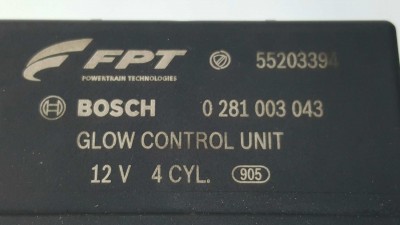 FPT 55203394
POWERTRAIN TECHNOLOGIES
BOSCH 0 281 003 043
GLOW CONTROL UNIT
12 V 4 CYL. 905